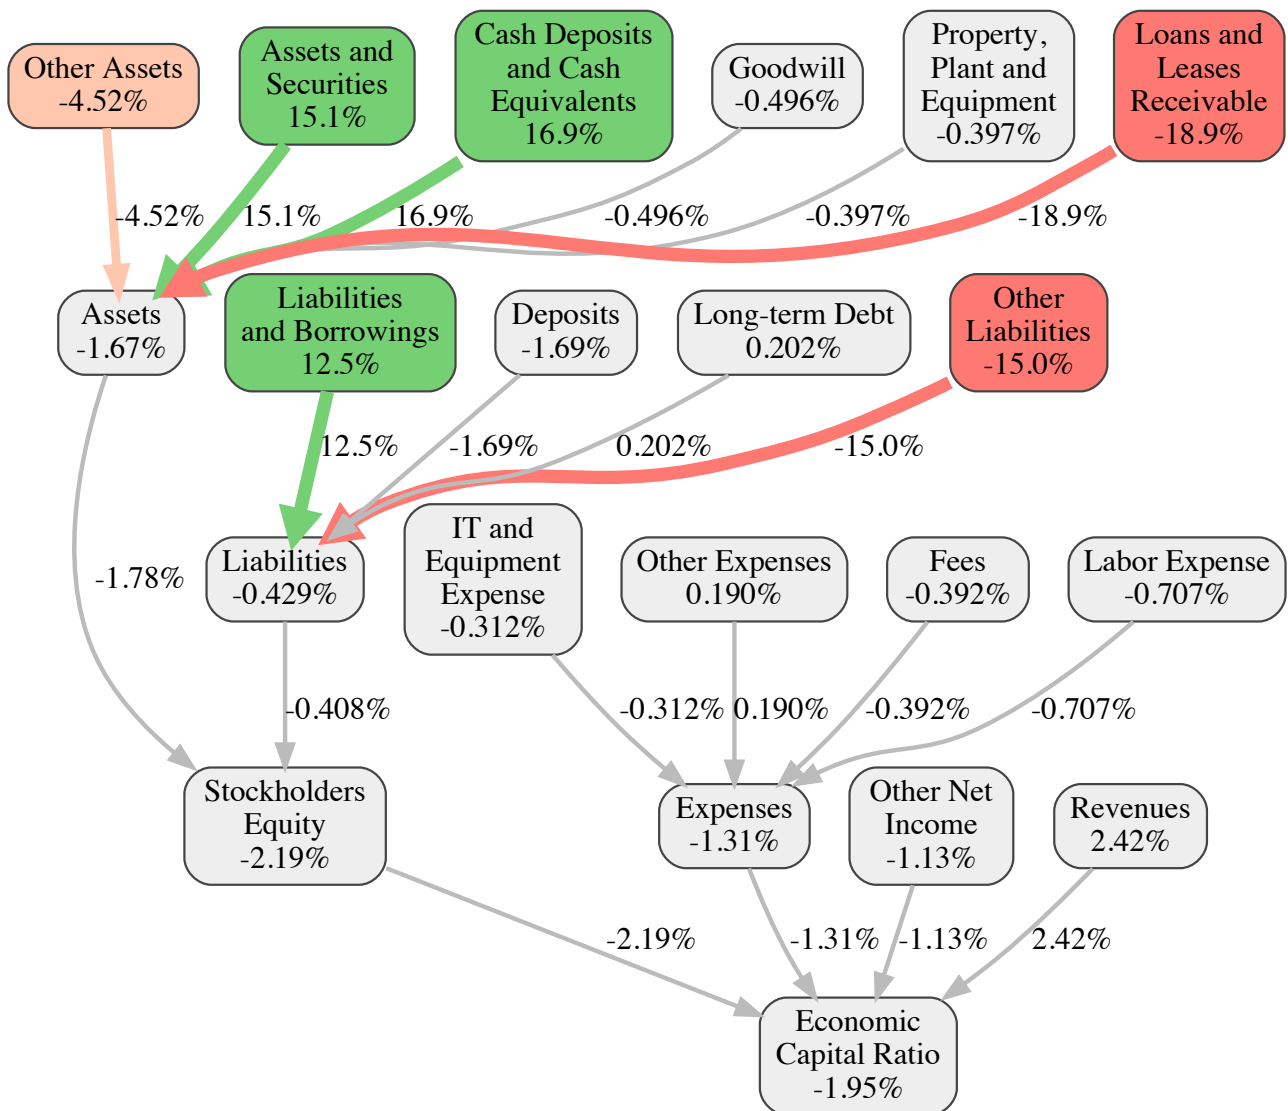 Other Assets
-4.52%
Assets and
Securities
15.1%
Cash Deposits
and Cash
Equivalents
16.9%
Goodwill
-0.496%
Property,
Plant and
Equipment
-0.397%
Loans and
Leases
Receivable
-18.9%
-4.52%
15.1%
16.9%
-0.496%
-0.397%
-18.9%
Assets
-1.67%
Liabilities
and Borrowings
12.5%
Deposits
-1.69%
Long-term Debt
0.202%
Other
Liabilities
-15.0%
12.5%
-1.69%
0.202%
-15.0%
-1.78%
Liabilities
-0.429%
IT and
Equipment
Expense
-0.312%
Other Expenses
0.190%
Fees
-0.392%
Labor Expense
-0.707%
-0.408%
-0.312%
0.190%
-0.392%
-0.707%
Stockholders
Equity
-2.19%
Expenses
-1.31%
Other Net
Income
-1.13%
Revenues
2.42%
-2.19%
-1.31%
-1.13%
2.42%
Economic
Capital Ratio
-1.95%